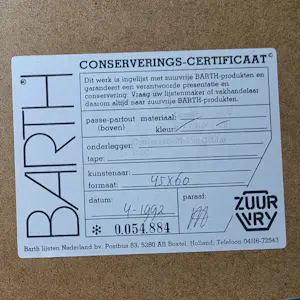 BARTH®
CONSERVERINGS-CERTIFICAAT©
Dit werk is ingelijst met zuurvrije BARTH-produkten en
garandeert een verantwoorde presentatie en
conservering. Vraag úw lijstenmaker of vakhandelaar
daarom altijd naar zuurvrije BARTH-produkten.
passe-partout materiaal:
(boven) kleur:
onderlegger:
tape:
kunstenaar:
formaat: 45x60
datum: paraaf:
4-1992
* 0.054.884
ZUUR
VRY
Barth lijsten Nederland bv. Postbus 83, 5280 AB Boxtel, Holland, Telefoon 04116-72543